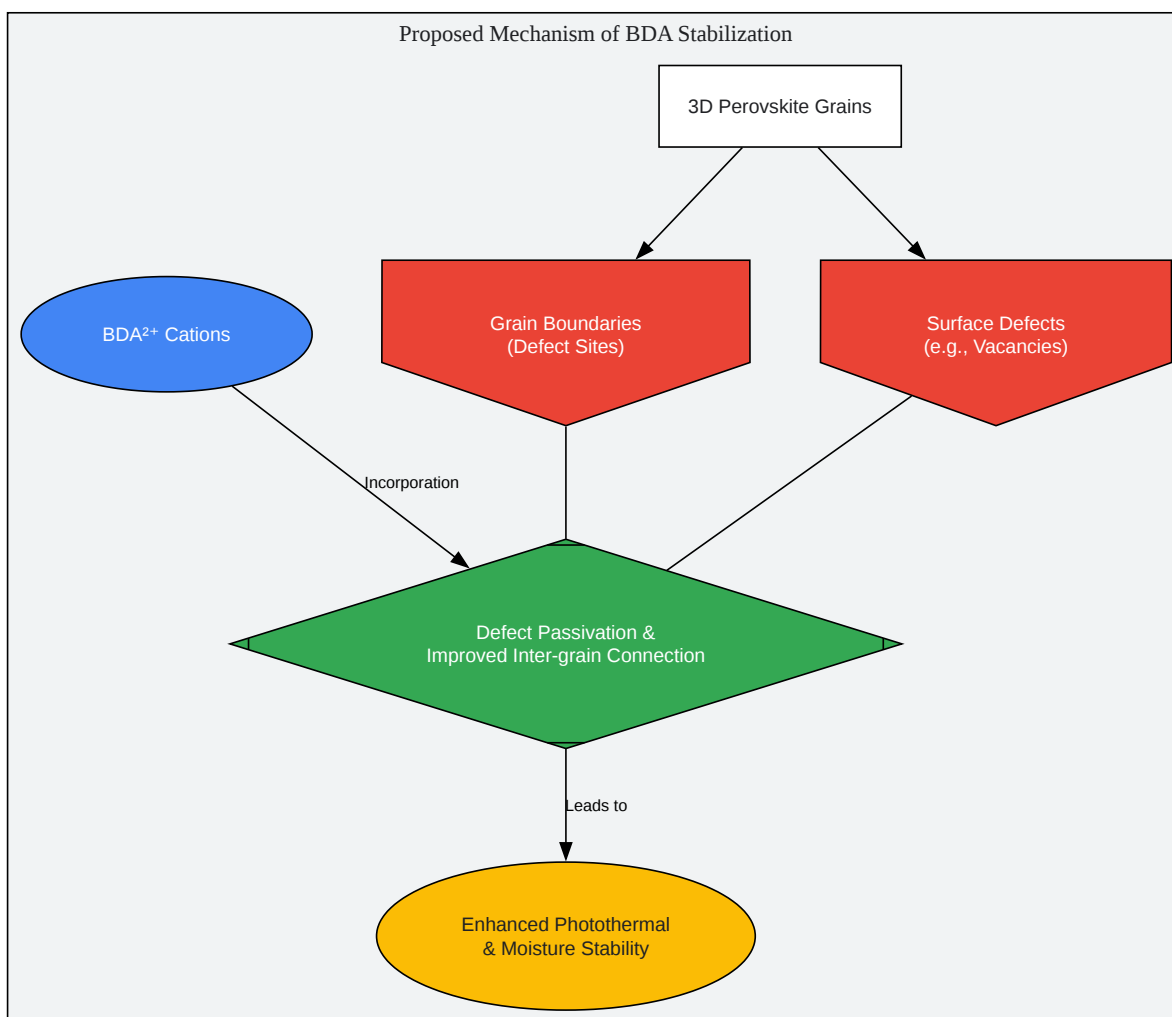 Proposed Mechanism of BDA Stabilization
3D Perovskite Grains
BDA²⁺ Cations
Grain Boundaries
(Defect Sites)
Surface Defects
(e.g., Vacancies)
Incorporation
Defect Passivation &
Improved Inter-grain Connection
Leads to
Enhanced Photothermal
& Moisture Stability